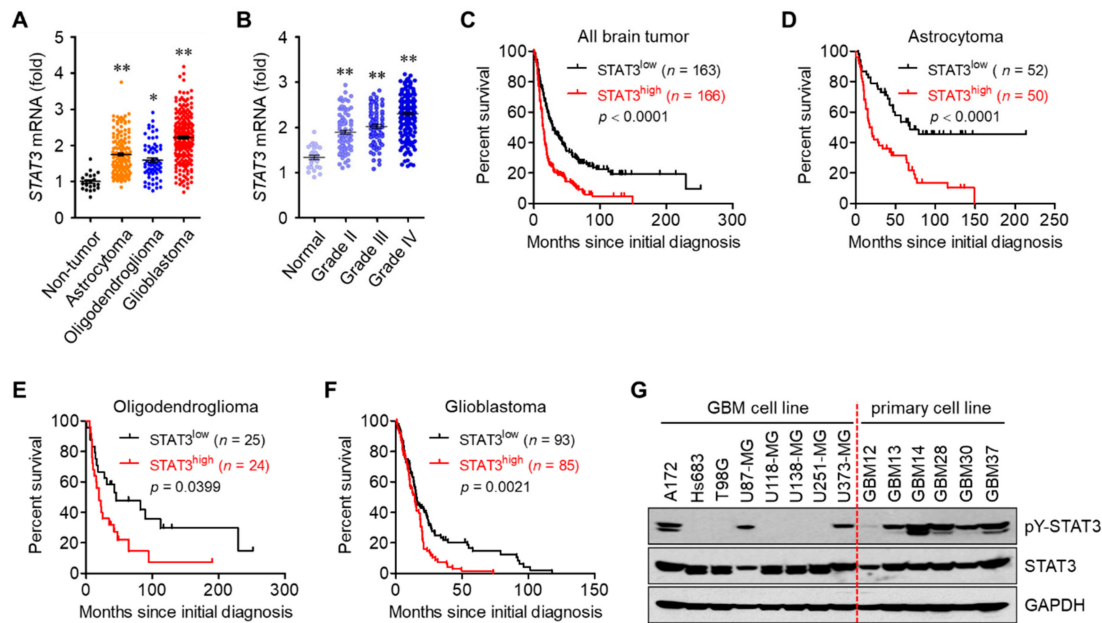 A
STAT3 mRNA (fold)
5
4
3
2
1
0
**
*
**
Non-tumor
Astrocytoma
Oligodendroglioma
Glioblastoma
B
STAT3 mRNA (fold)
4
3
2
1
0
**
**
**
Normal
Grade II
Grade III
Grade IV
C
All brain tumor
Percent survival
100
80
60
40
20
0
STAT3low (n = 163)
STAT3high (n = 166)
p < 0.0001
0 100 200 300
Months since initial diagnosis
D
Astrocytoma
Percent survival
100
80
60
40
20
0
STAT3low (n = 52)
STAT3high (n = 50)
p < 0.0001
0 50 100 150 200 250
Months since initial diagnosis
E
Oligodendroglioma
Percent survival
100
80
60
40
20
0
STAT3low (n = 25)
STAT3high (n = 24)
p = 0.0399
0 100 200 300
Months since initial diagnosis
F
Glioblastoma
Percent survival
100
80
60
40
20
0
STAT3low (n = 93)
STAT3high (n = 85)
p = 0.0021
0 50 100 150
Months since initial diagnosis
G
GBM cell line primary cell line
A172
Hs683
T98G
U87-MG
U118-MG
U138-MG
U251-MG
U373-MG
GBM12
GBM13
GBM14
GBM28
GBM30
GBM37
pY-STAT3
STAT3
GAPDH